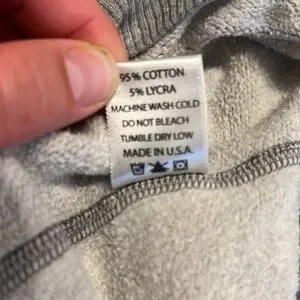 95% COTTON
5% LYCRA
MACHINE WASH COLD
DO NOT BLEACH
TUMBLE DRY LOW
MADE IN U.S.A.